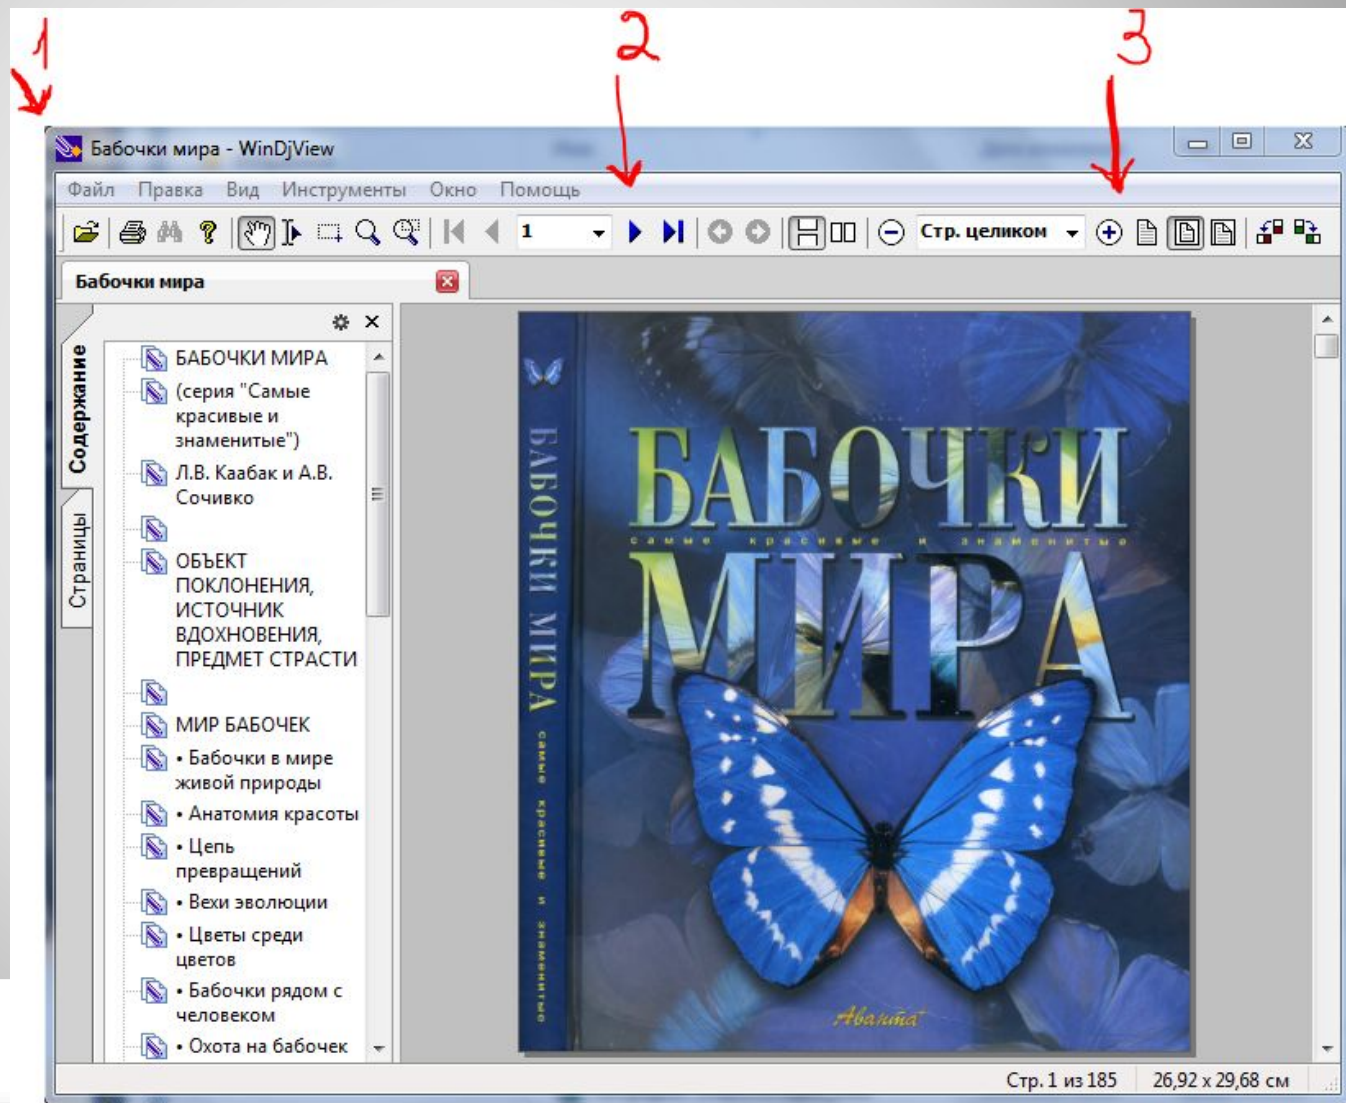 1
2
3
Бабочки мира - WinDjView
Файл Правка Вид Инструменты Окно Помощь
1
Стр. целиком
Бабочки мира
Содержание
Страницы
БАБОЧКИ МИРА
(серия "Самые
красивые и
знаменитые")
Л.В. Каабак и А.В.
Сочивко
ОБЪЕКТ
ПОКЛОНЕНИЯ,
ИСТОЧНИК
ВДОХНОВЕНИЯ,
ПРЕДМЕТ СТРАСТИ
МИР БАБОЧЕК
• Бабочки в мире
живой природы
• Анатомия красоты
• Цепь
превращений
• Вехи эволюции
• Цветы среди
цветов
• Бабочки рядом с
человеком
• Охота на бабочек
БАБОЧКИ МИРА самые красивые и знаменитые
БАБОЧКИ
самые красивые и знаменитые
МИРА
Аванта+
Стр. 1 из 185 26,92 x 29,68 см